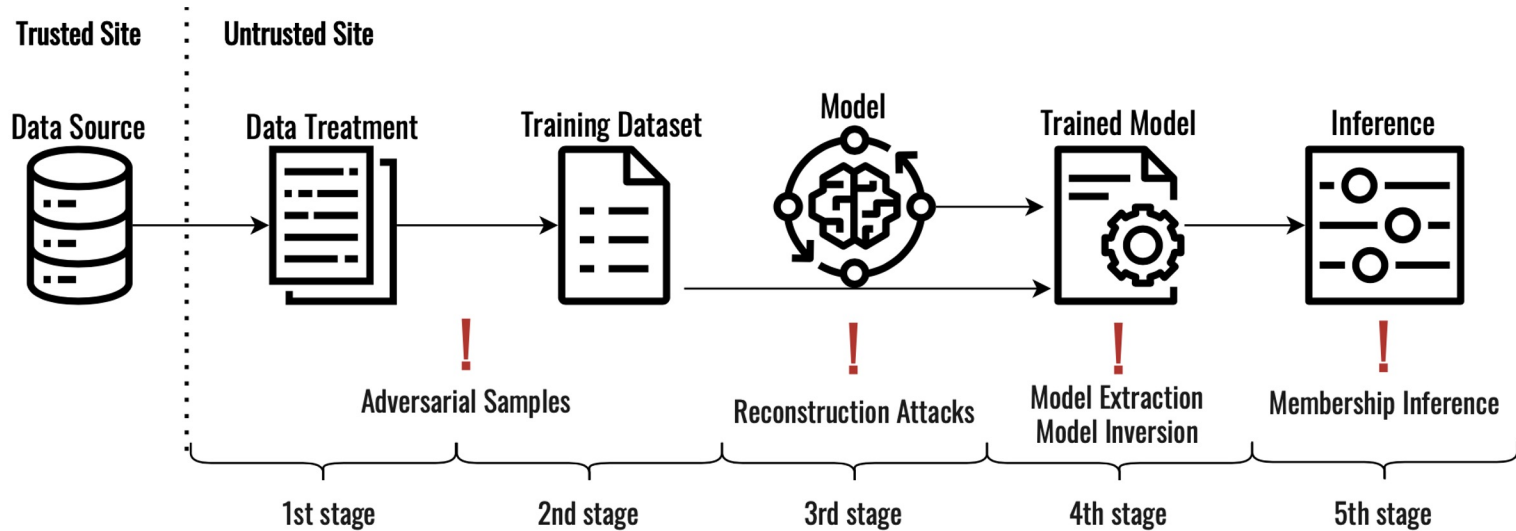 Trusted Site
Untrusted Site
Data Source
Data Treatment
Training Dataset
Model
Trained Model
Inference
!
!
!
!
Adversarial Samples
Reconstruction Attacks
Model Extraction
Model Inversion
Membership Inference
1st stage
2nd stage
3rd stage
4th stage
5th stage